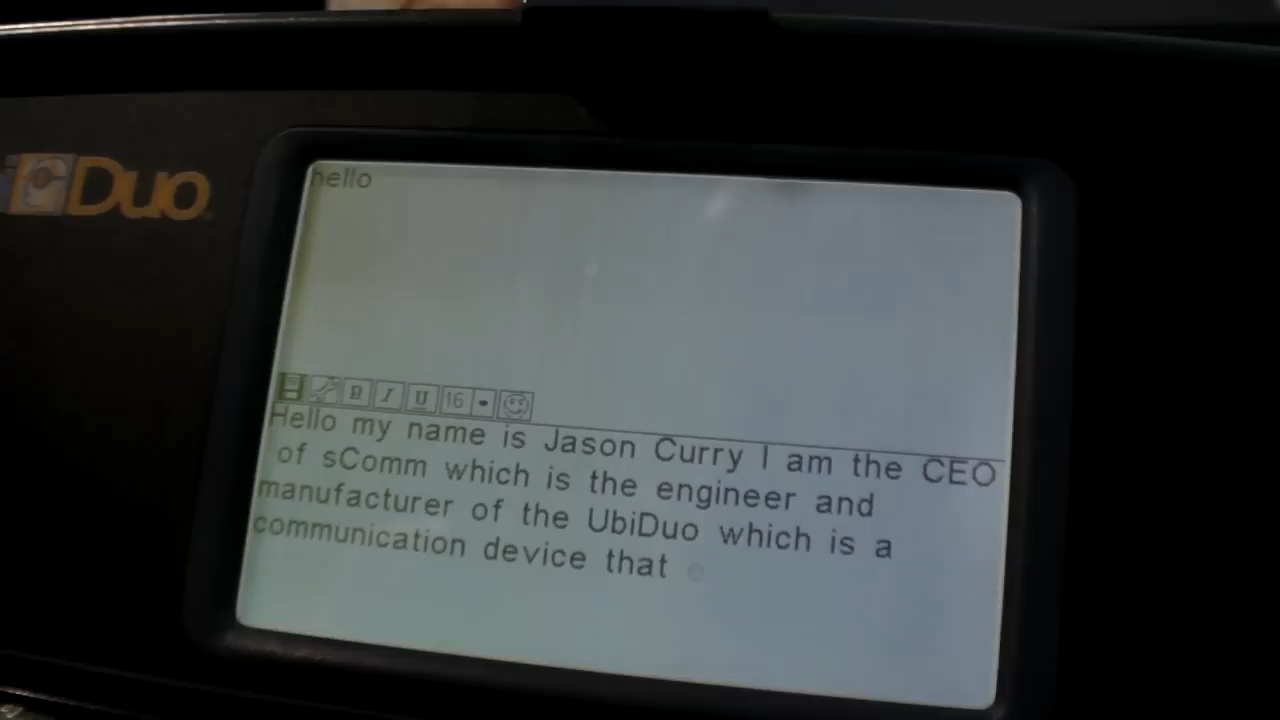 Duo
hello
B I U 16
Hello my name is Jason Curry I am the CEO
of sComm which is the engineer and
manufacturer of the UbiDuo which is a
communication device that